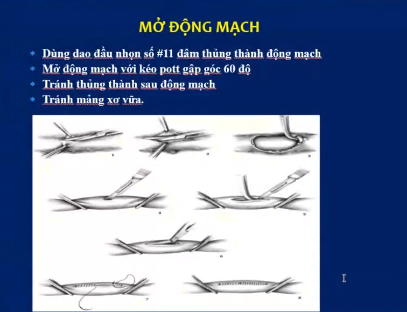 MỞ ĐỘNG MẠCH
Dùng dao đầu nhọn số #11 đâm thủng thành động mạch
Mở động mạch với kéo pott gập góc 60 độ
Tránh thủng thành sau động mạch
Tránh mảng xơ vữa.